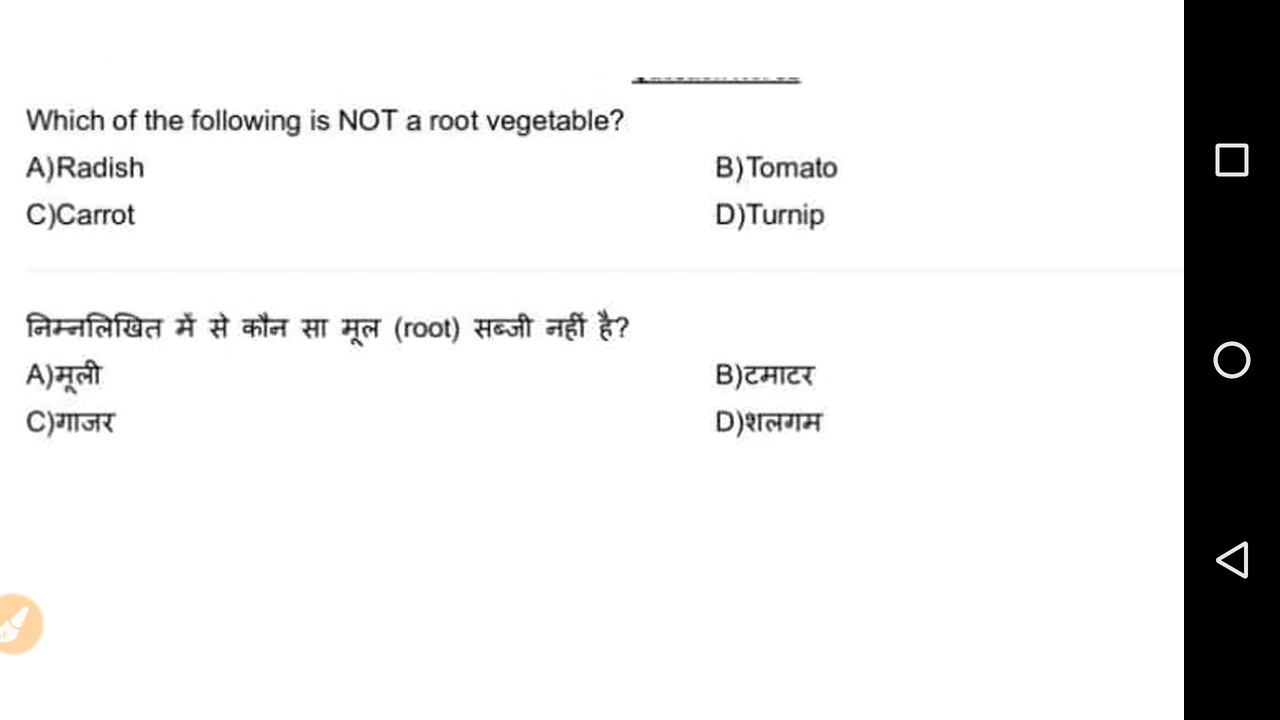 Which of the following is NOT a root vegetable?
A)Radish B)Tomato
C)Carrot D)Turnip
निम्नलिखित में से कौन सा मूल (root) सब्जी नहीं है?
A)मूली B)टमाटर
C)गाजर D)शलगम